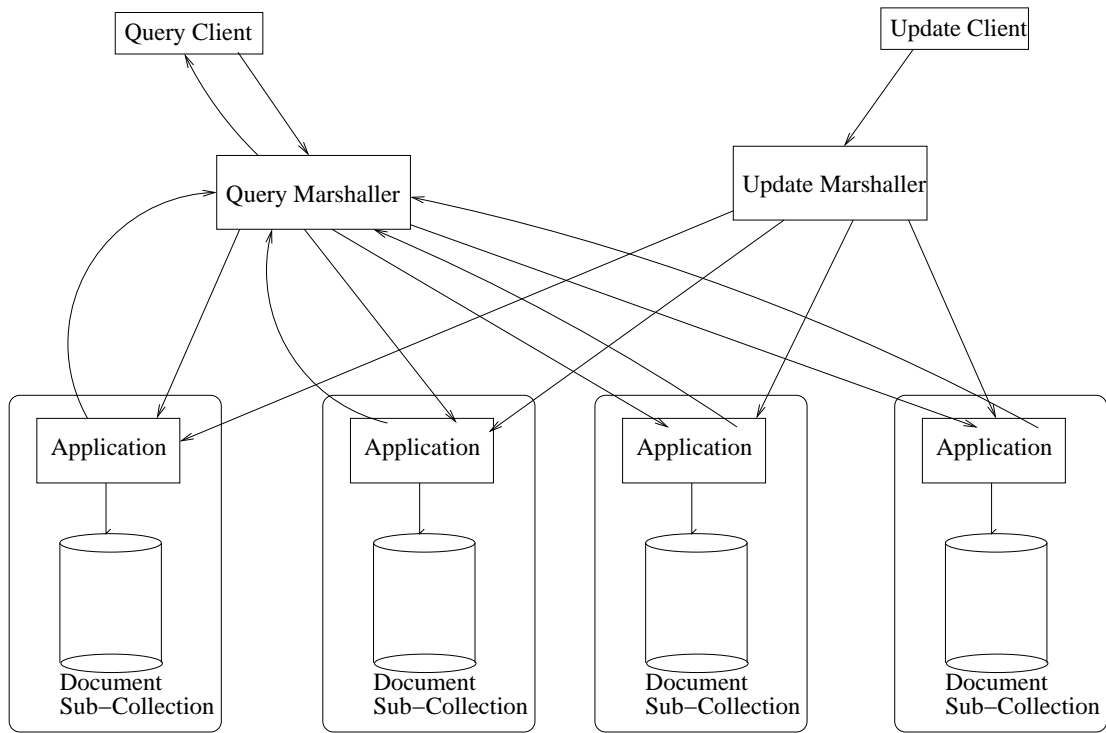 Query Client
Update Client
Query Marshaller
Update Marshaller
Application
Application
Application
Application
Document
Sub−Collection
Document
Sub−Collection
Document
Sub−Collection
Document
Sub−Collection